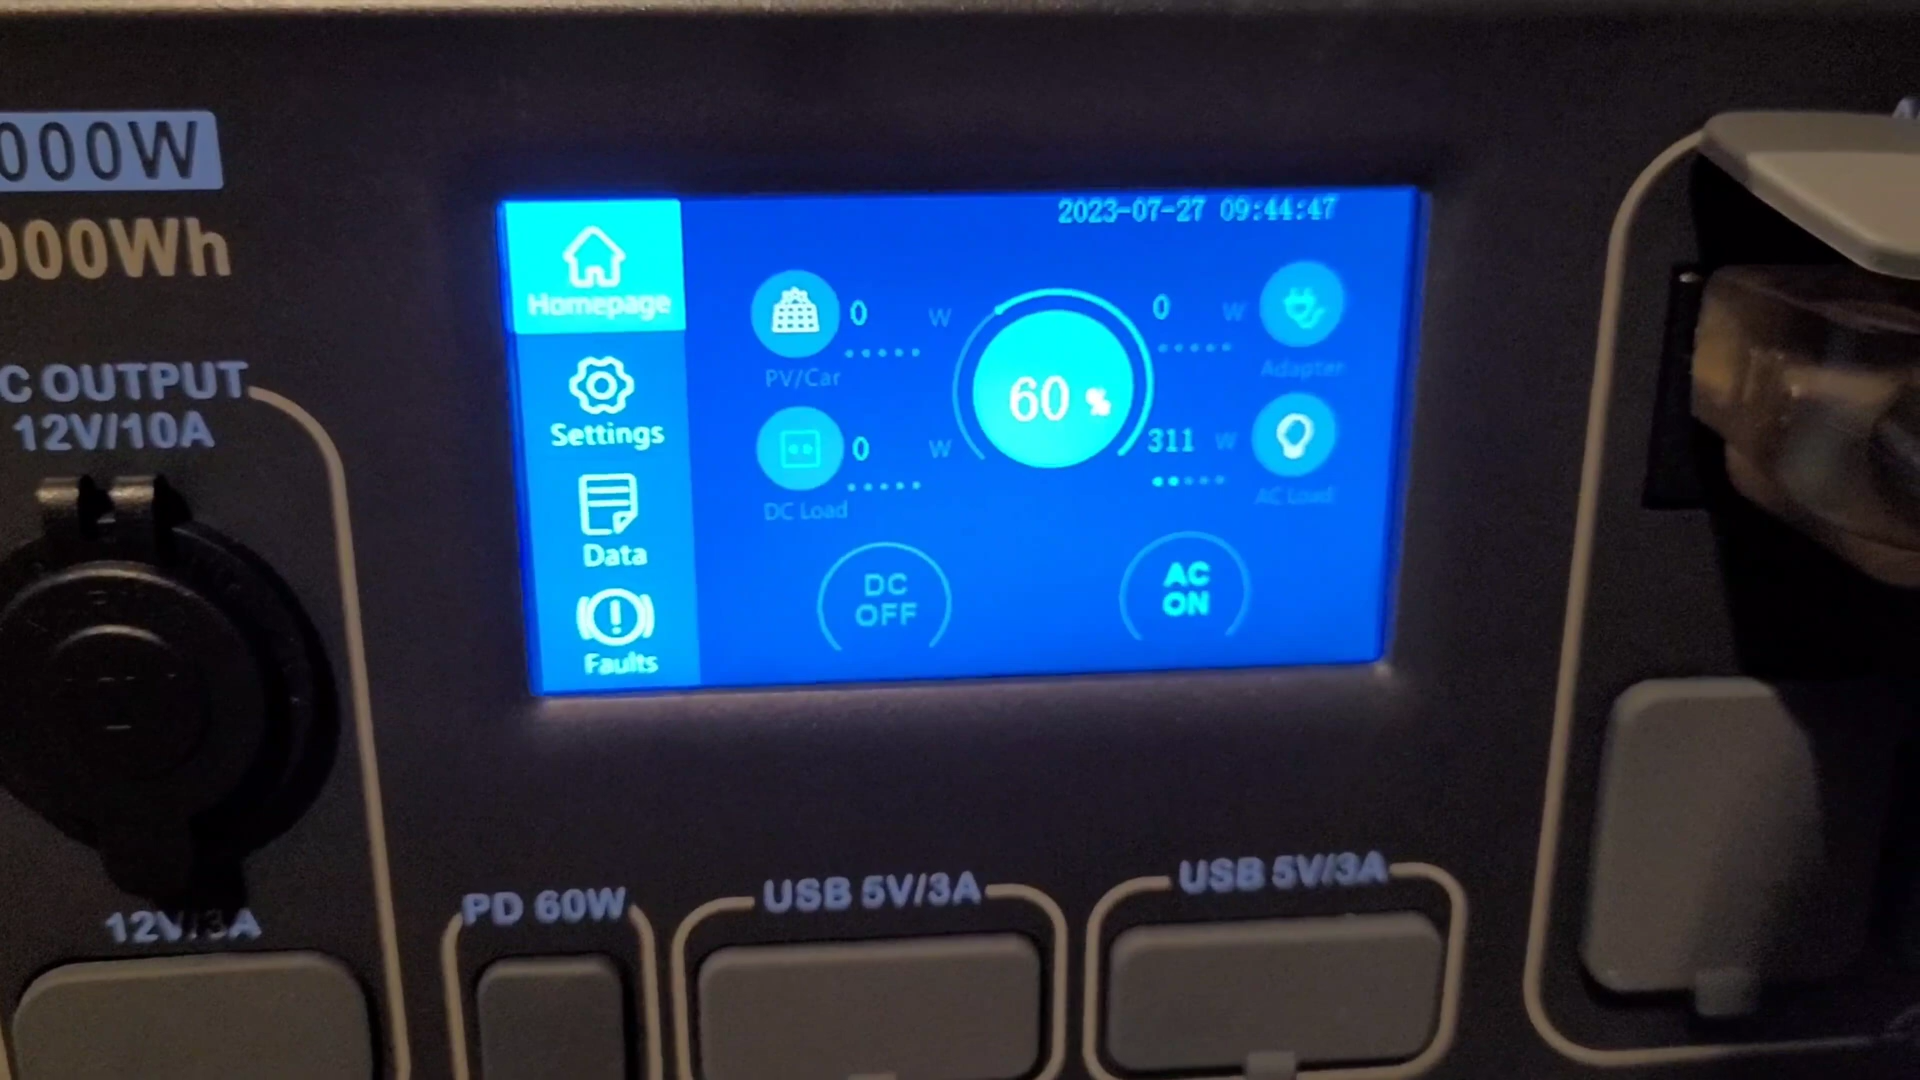 000W
000Wh
C OUTPUT
12V/10A
12V/3A
PD 60W
USB 5V/3A
USB 5V/3A
2023-07-27 09:44:47
Homepage
Settings
Data
Faults
0 W
PV/Car
0 W
DC Load
60 %
0 W
Adapter
311 W
AC Load
DC
OFF
AC
ON